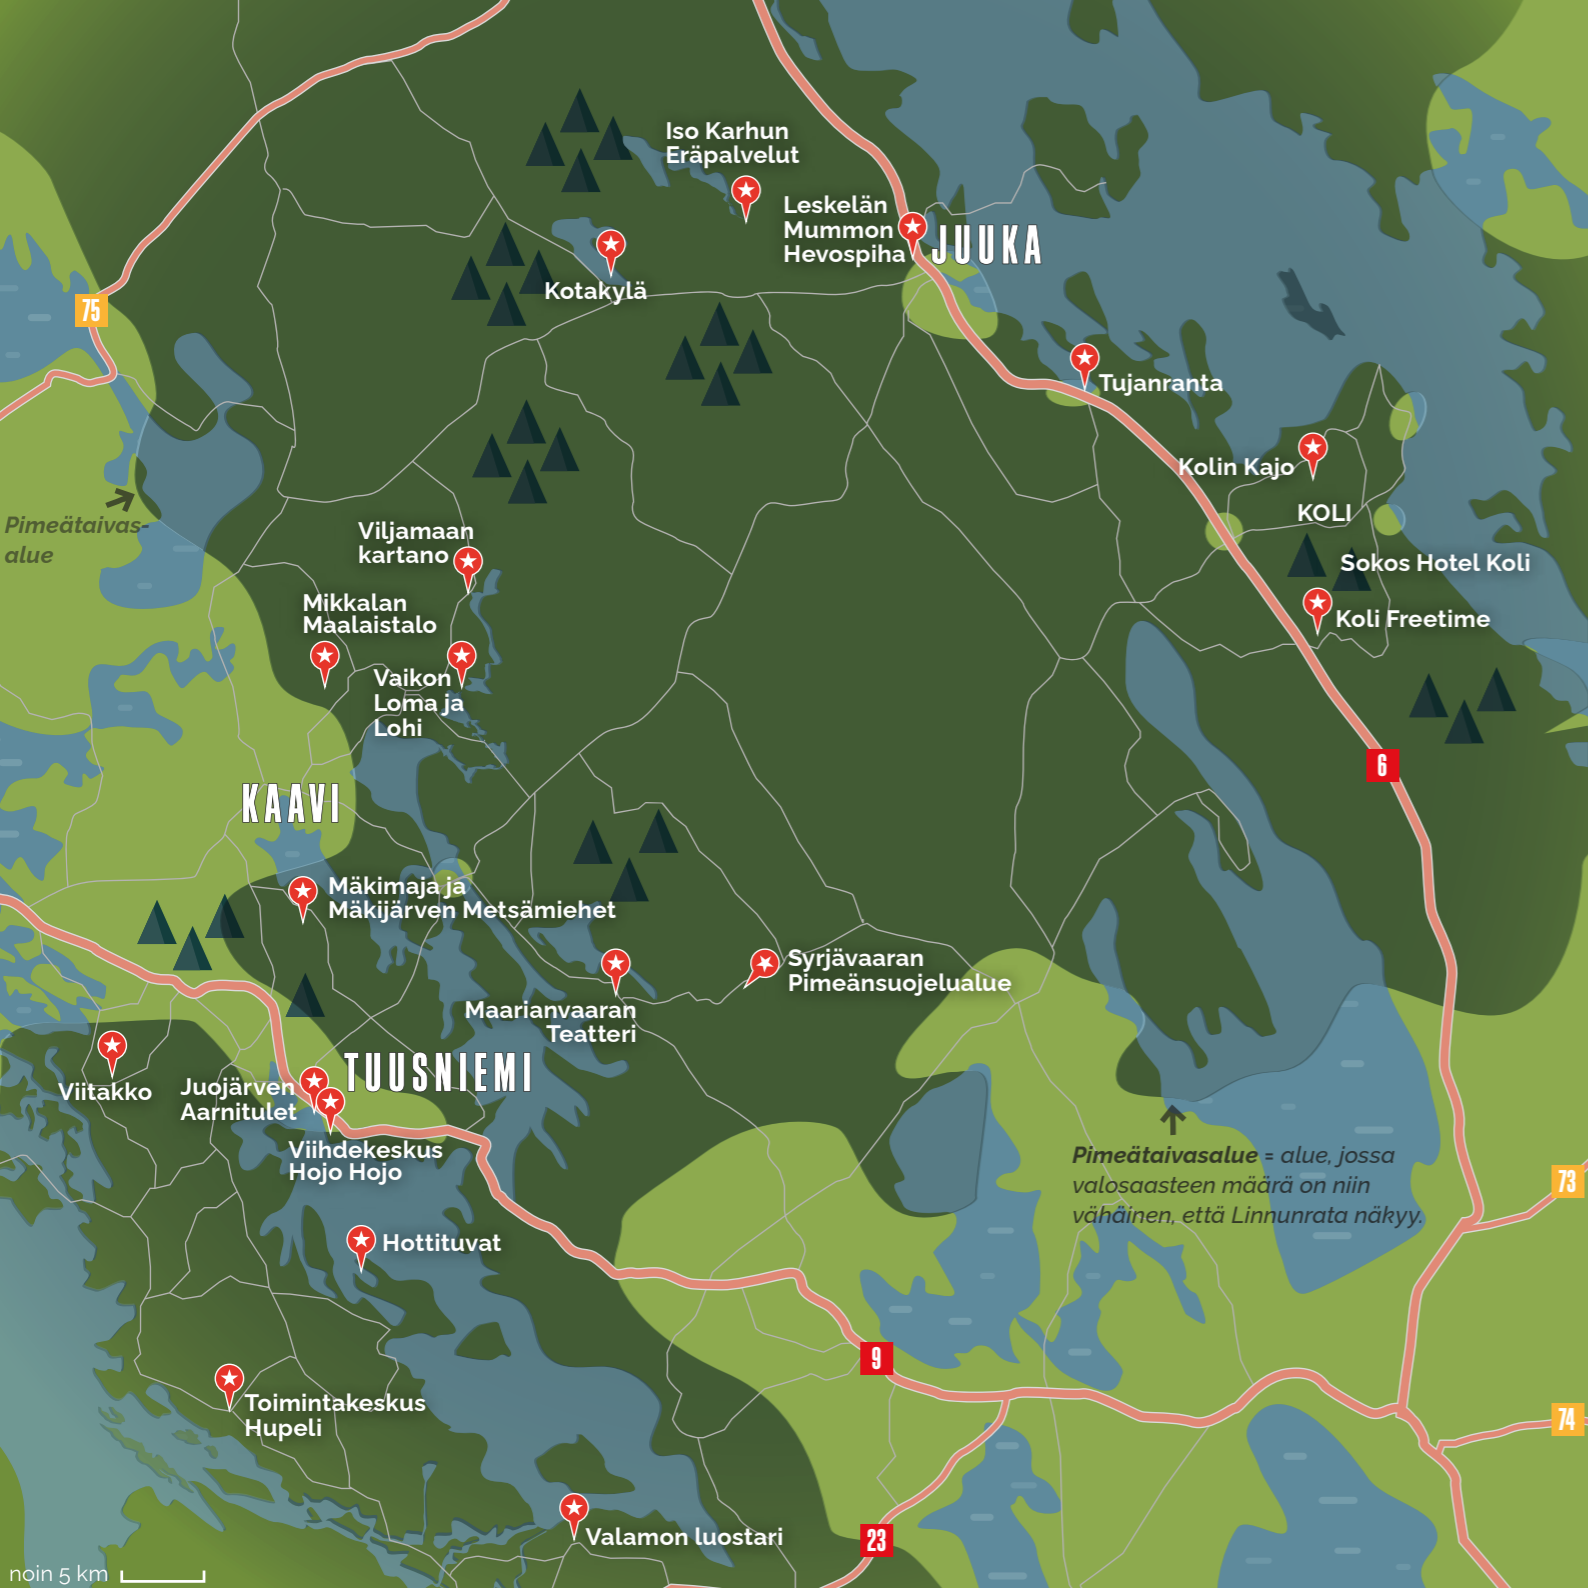 Iso Karhun
Eräpalvelut
Leskelän
Mummon
Hevospiha
JUUKA
Kotakylä
75
Tujanranta
Kolin Kajo
KOLI
Pimeätaivas-
alue
Viljamaan
kartano
Sokos Hotel Koli
Koli Freetime
Mikkalan
Maalaistalo
Vaikon
Loma ja
Lohi
6
KAAVI
Mäkimaja ja
Mäkijärven Metsämiehet
Syrjävaaran
Pimeänsuojelualue
Maarianvaaran
Teatteri
TUUSNIEMI
Viitakko
Juojärven
Aarnitulet
Viihdekeskus
Hojo Hojo
Pimeätaivasalue = alue, jossa
valosaasteen määrä on niin
vähäinen, että Linnunrata näkyy.
73
Hottituvat
9
Toimintakeskus
Hupeli
74
Valamon luostari
23
noin 5 km